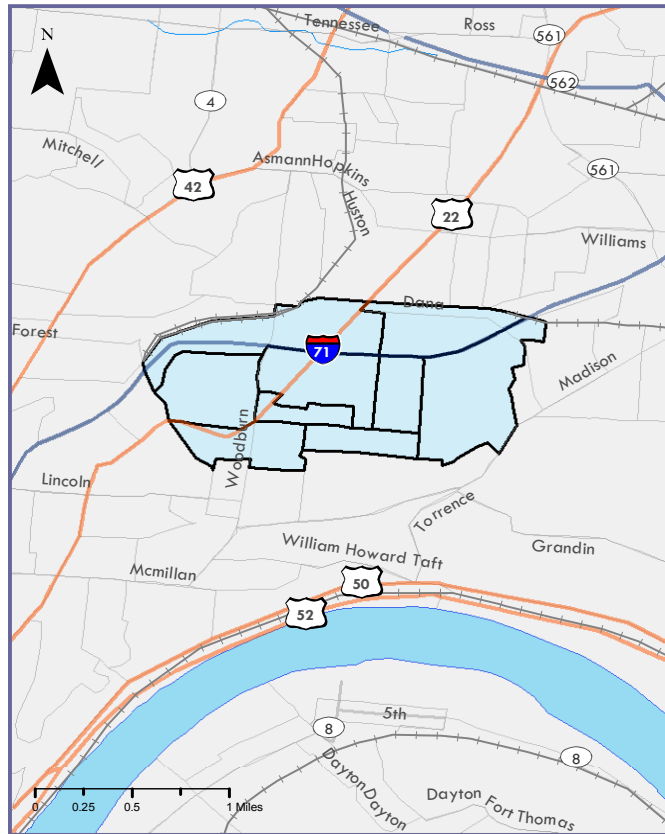 N
Tennessee
Ross
561
562
4
Mitchell
AsmannHopkins
561
42
Huston
22
Williams
Dana
Forest
71
Madison
Woodburn
Lincoln
Torrence
William Howard Taft
Grandin
Mcmillan
50
52
5th
8
8
DaytonDayton
Dayton
Fort Thomas
0 0.25 0.5 1 Miles